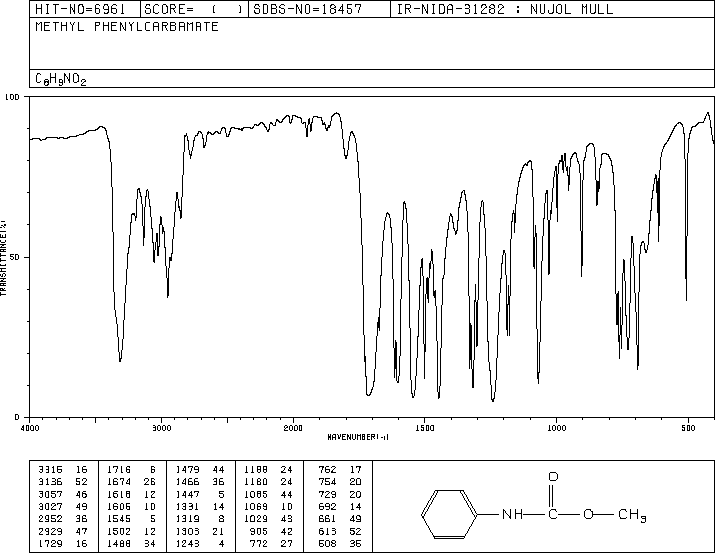 HIT-NO=6961 SCORE= ( ) SDBS-NO=18457 IR-NIDA-31282 : NUJOL MULL
METHYL PHENYLCARBAMATE
C8H9NO2
100
50
0
TRANSMITTANCE(%)
4000 3000 2000 1500 1000 500
WAVENUMBER(-1)
3315 16 1716 6 1479 44 1188 24 762 17
3136 52 1674 26 1466 36 1180 24 754 20
3057 46 1618 12 1447 5 1085 44 729 20
3027 49 1606 10 1331 14 1069 10 692 14
2952 36 1545 5 1319 8 1029 43 661 49
2929 47 1502 12 1303 21 905 42 613 52
1729 16 1488 34 1243 4 772 27 508 35
O
NH C O CH3